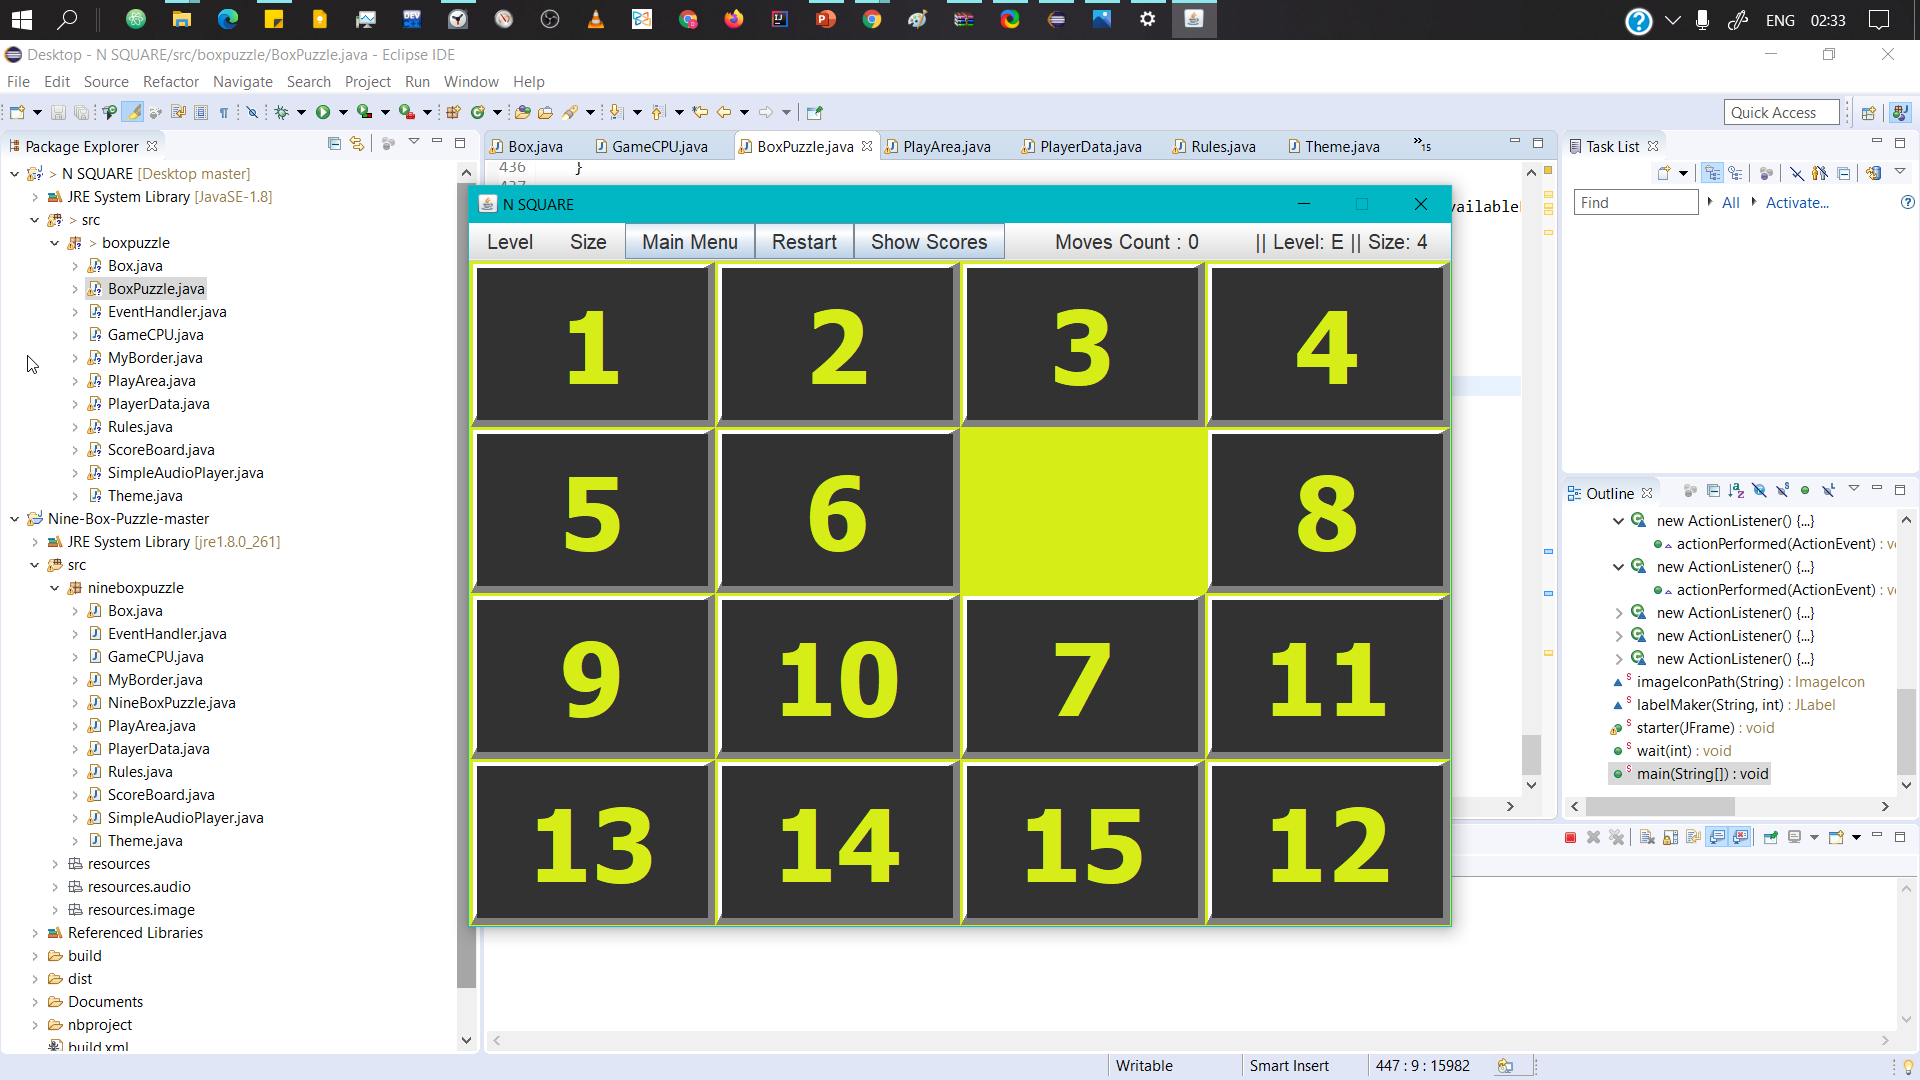 DEV
ENG
02:33
Desktop - N SQUARE/src/boxpuzzle/BoxPuzzle.java - Eclipse IDE
File Edit Source Refactor Navigate Search Project Run Window Help
Quick Access
Package Explorer
> N SQUARE [Desktop master]
JRE System Library [JavaSE-1.8]
> src
> boxpuzzle
Box.java
BoxPuzzle.java
EventHandler.java
GameCPU.java
MyBorder.java
PlayArea.java
PlayerData.java
Rules.java
ScoreBoard.java
SimpleAudioPlayer.java
Theme.java
Nine-Box-Puzzle-master
JRE System Library [jre1.8.0_261]
src
nineboxpuzzle
Box.java
EventHandler.java
GameCPU.java
MyBorder.java
NineBoxPuzzle.java
PlayArea.java
PlayerData.java
Rules.java
ScoreBoard.java
SimpleAudioPlayer.java
Theme.java
resources
resources.audio
resources.image
Referenced Libraries
build
dist
Documents
nbproject
build.xml
Box.java GameCPU.java BoxPuzzle.java PlayArea.java PlayerData.java Rules.java Theme.java »15
436 }
N SQUARE
Level Size Main Menu Restart Show Scores Moves Count : 0 || Level: E || Size: 4
1 2 3 4
5 6 8
9 10 7 11
13 14 15 12
Task List
Find All Activate...
Outline
new ActionListener() {...}
actionPerformed(ActionEvent) : v
new ActionListener() {...}
actionPerformed(ActionEvent) : v
new ActionListener() {...}
new ActionListener() {...}
new ActionListener() {...}
imageIconPath(String) : ImageIcon
labelMaker(String, int) : JLabel
starter(JFrame) : void
wait(int) : void
main(String[]) : void
Writable Smart Insert 447 : 9 : 15982